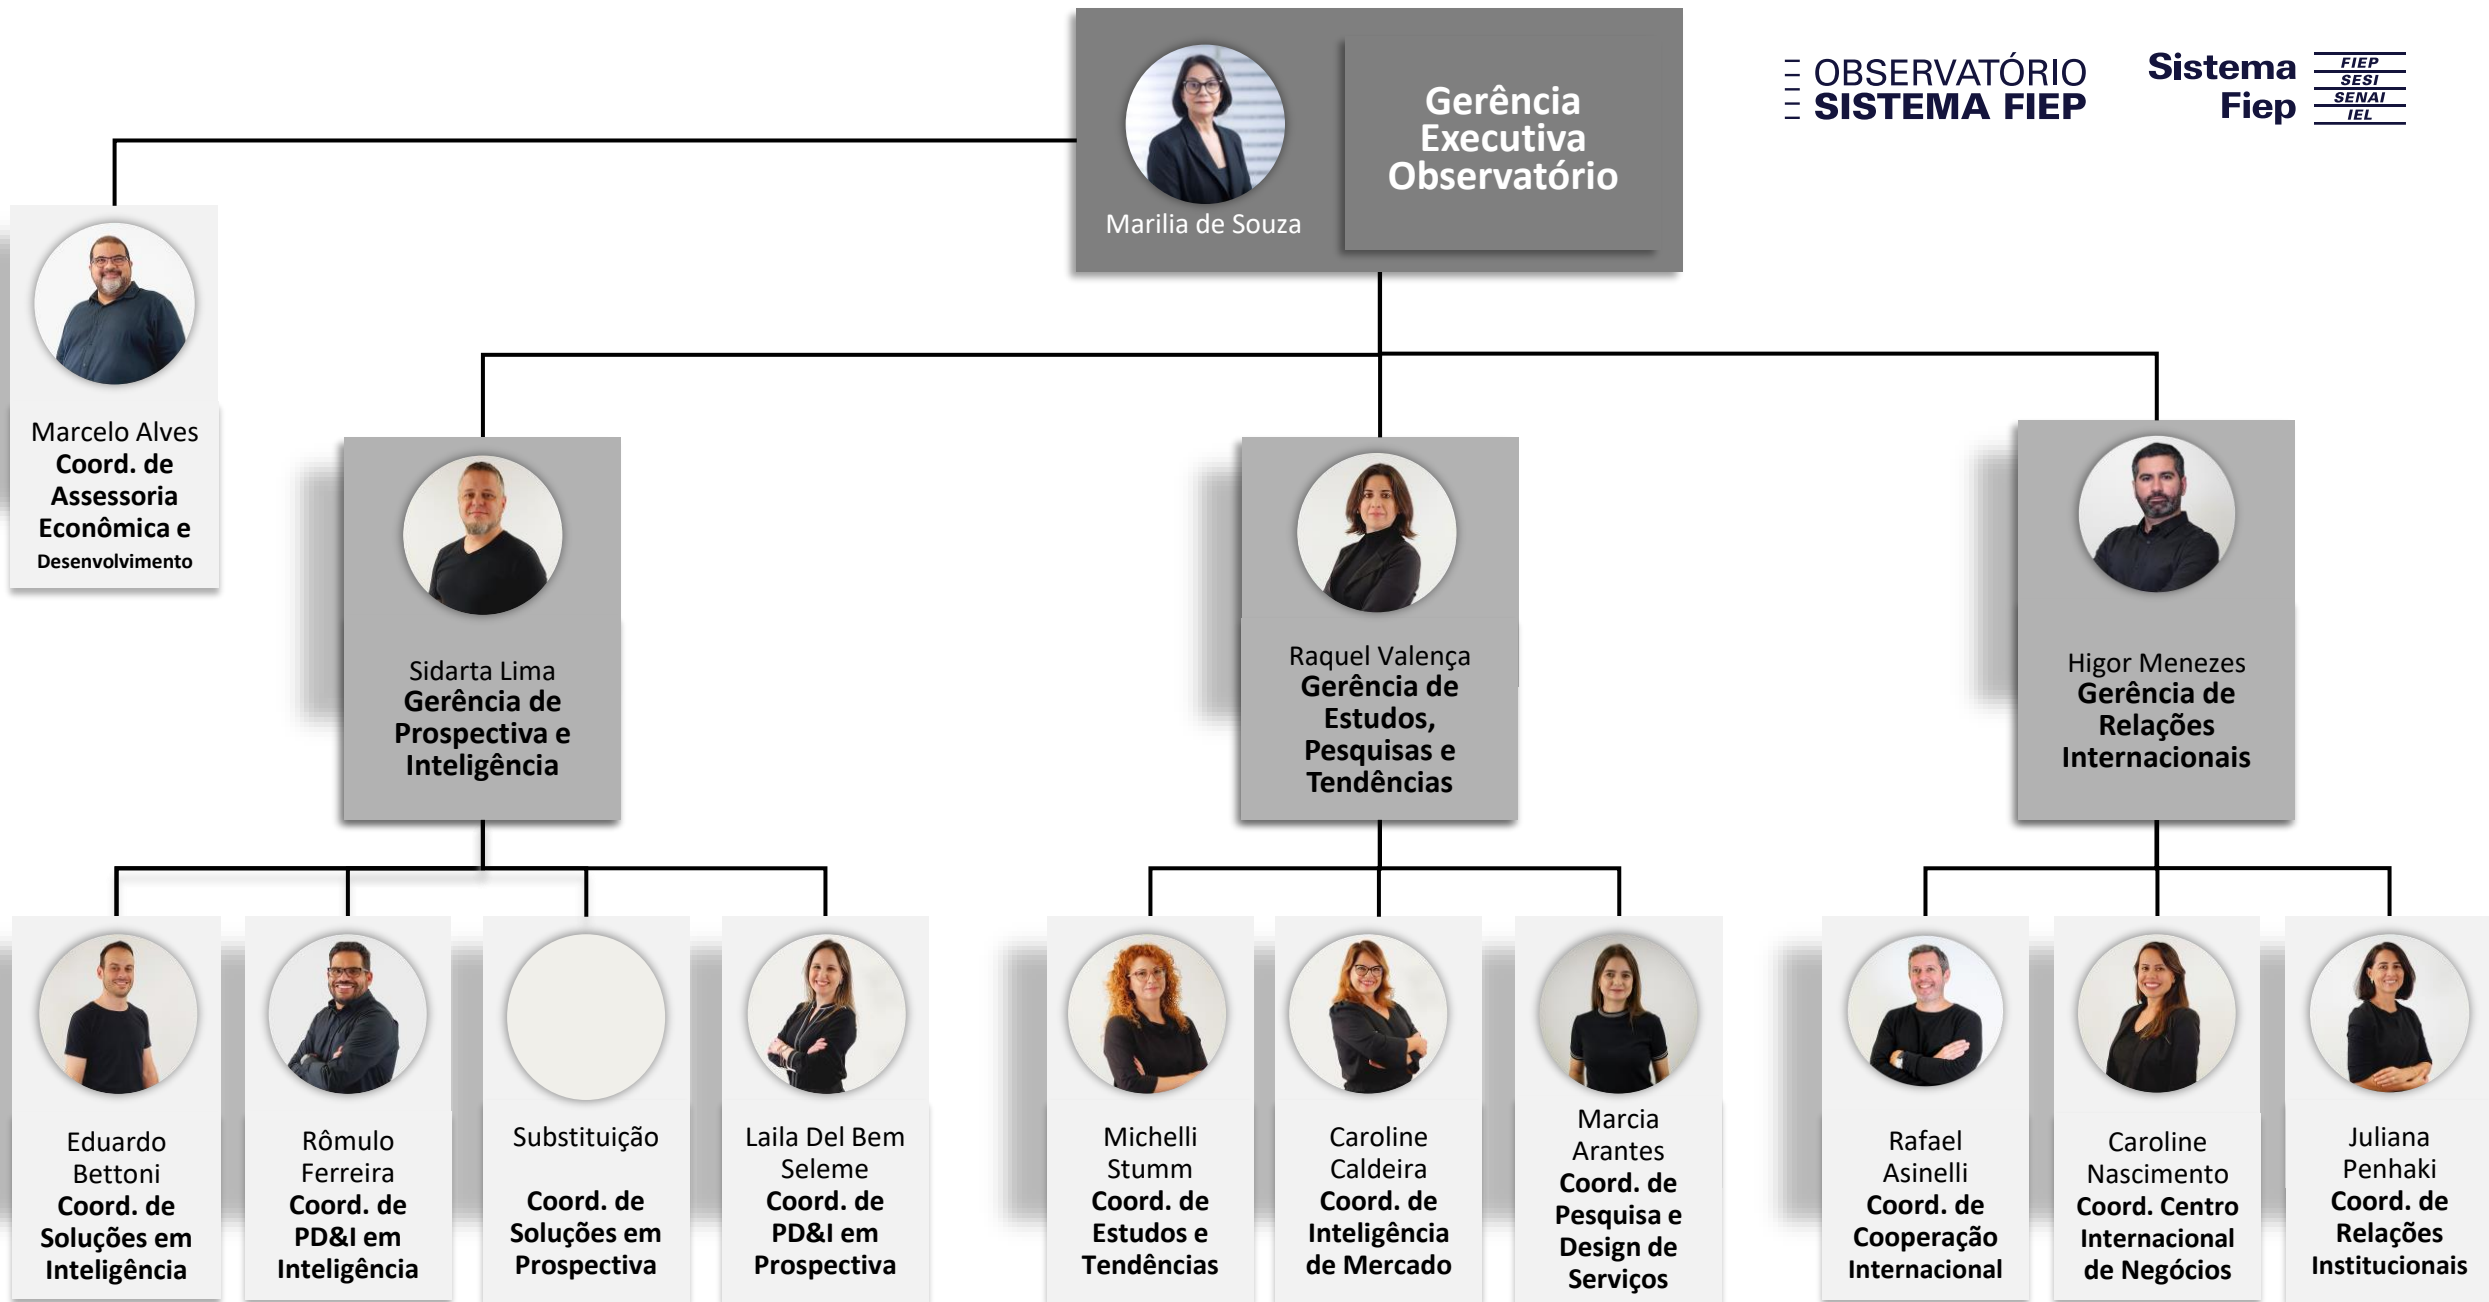 Gerência
Executiva
Observatório
Marilia de Souza
OBSERVATÓRIO
SISTEMA FIEP
Sistema
Fiep
FIEP
SESI
SENAI
IEL
Marcelo Alves
Coord. de
Assessoria
Econômica e
Desenvolvimento
Sidarta Lima
Gerência de
Prospectiva e
Inteligência
Raquel Valença
Gerência de
Estudos,
Pesquisas e
Tendências
Higor Menezes
Gerência de
Relações
Internacionais
Eduardo
Bettoni
Coord. de
Soluções em
Inteligência
Rômulo
Ferreira
Coord. de
PD&I em
Inteligência
Substituição
Coord. de
Soluções em
Prospectiva
Laila Del Bem
Seleme
Coord. de
PD&I em
Prospectiva
Michelli
Stumm
Coord. de
Estudos e
Tendências
Caroline
Caldeira
Coord. de
Inteligência
de Mercado
Marcia
Arantes
Coord. de
Pesquisa e
Design de
Serviços
Rafael
Asinelli
Coord. de
Cooperação
Internacional
Caroline
Nascimento
Coord. Centro
Internacional
de Negócios
Juliana
Penhaki
Coord. de
Relações
Institucionais